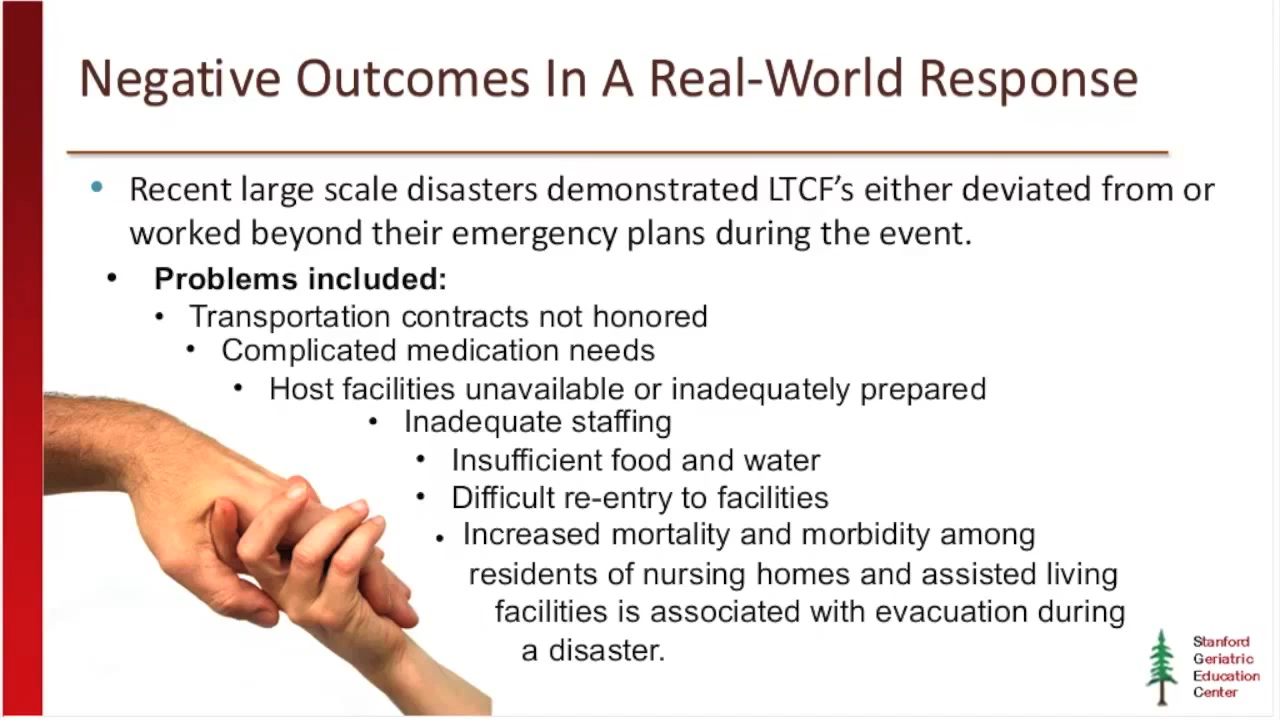 Negative Outcomes In A Real-World Response
• Recent large scale disasters demonstrated LTCF’s either deviated from or
worked beyond their emergency plans during the event.
• Problems included:
• Transportation contracts not honored
• Complicated medication needs
• Host facilities unavailable or inadequately prepared
• Inadequate staffing
• Insufficient food and water
• Difficult re-entry to facilities
• Increased mortality and morbidity among
residents of nursing homes and assisted living
facilities is associated with evacuation during
a disaster.
Stanford
Geriatric
Education
Center